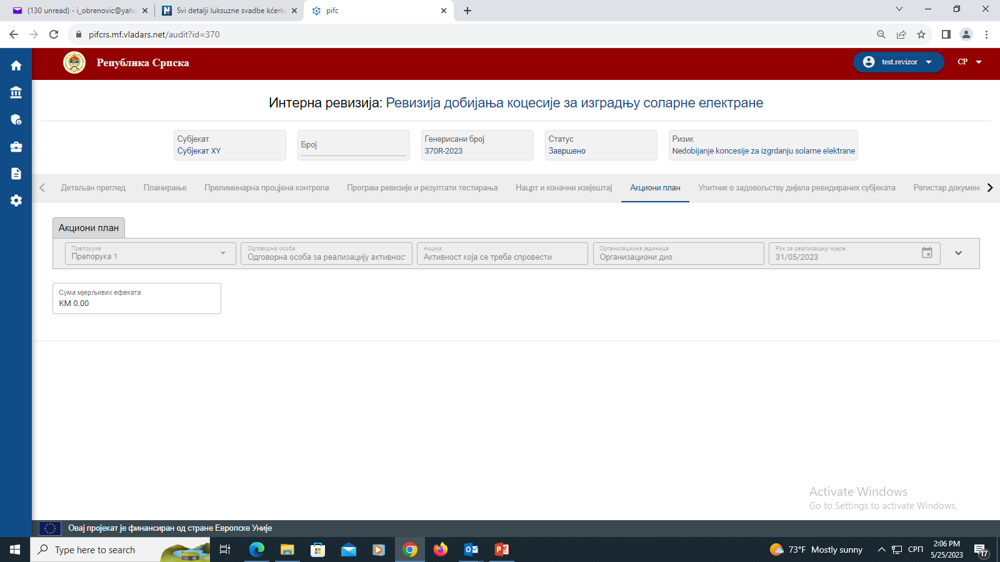 (130 unread) - i_obrenovic@yaho
Svi detalji luksuzne svadbe kćerke
pifc
pifcrs.mf.vladars.net/audit?id=370
Република Српска
test.revizor
СР
Интерна ревизија: Ревизија добијања коцесије за изградњу соларне електране
Субјекат
Субјекат XY
Број
Генерисани број
370R-2023
Статус
Завршено
Ризик
Nedobijanje koncesije za izgrdanju solarne elektrane
Детаљан преглед
Планирање
Прелиминарна процјена контрола
Програм ревизије и резултати тестирања
Нацрт и коначни извјештај
Акциони план
Упитник о задовољству дијела ревидираних субјеката
Регистар докумен
Акциони план
Препоруке
Препорука 1
Одговорна особа
Одговорна особа за реализацију активнос
Акција
Активност која се треба спровести
Организациона јединица
Организациони дио
Рок за реализацију мјере
31/05/2023
Сума мјерљивих ефеката
KM 0.00
Activate Windows
Go to Settings to activate Windows.
Овај пројекат је финансиран од стране Европске Уније
Type here to search
73°F Mostly sunny
СРП
2:06 PM
5/25/2023
17